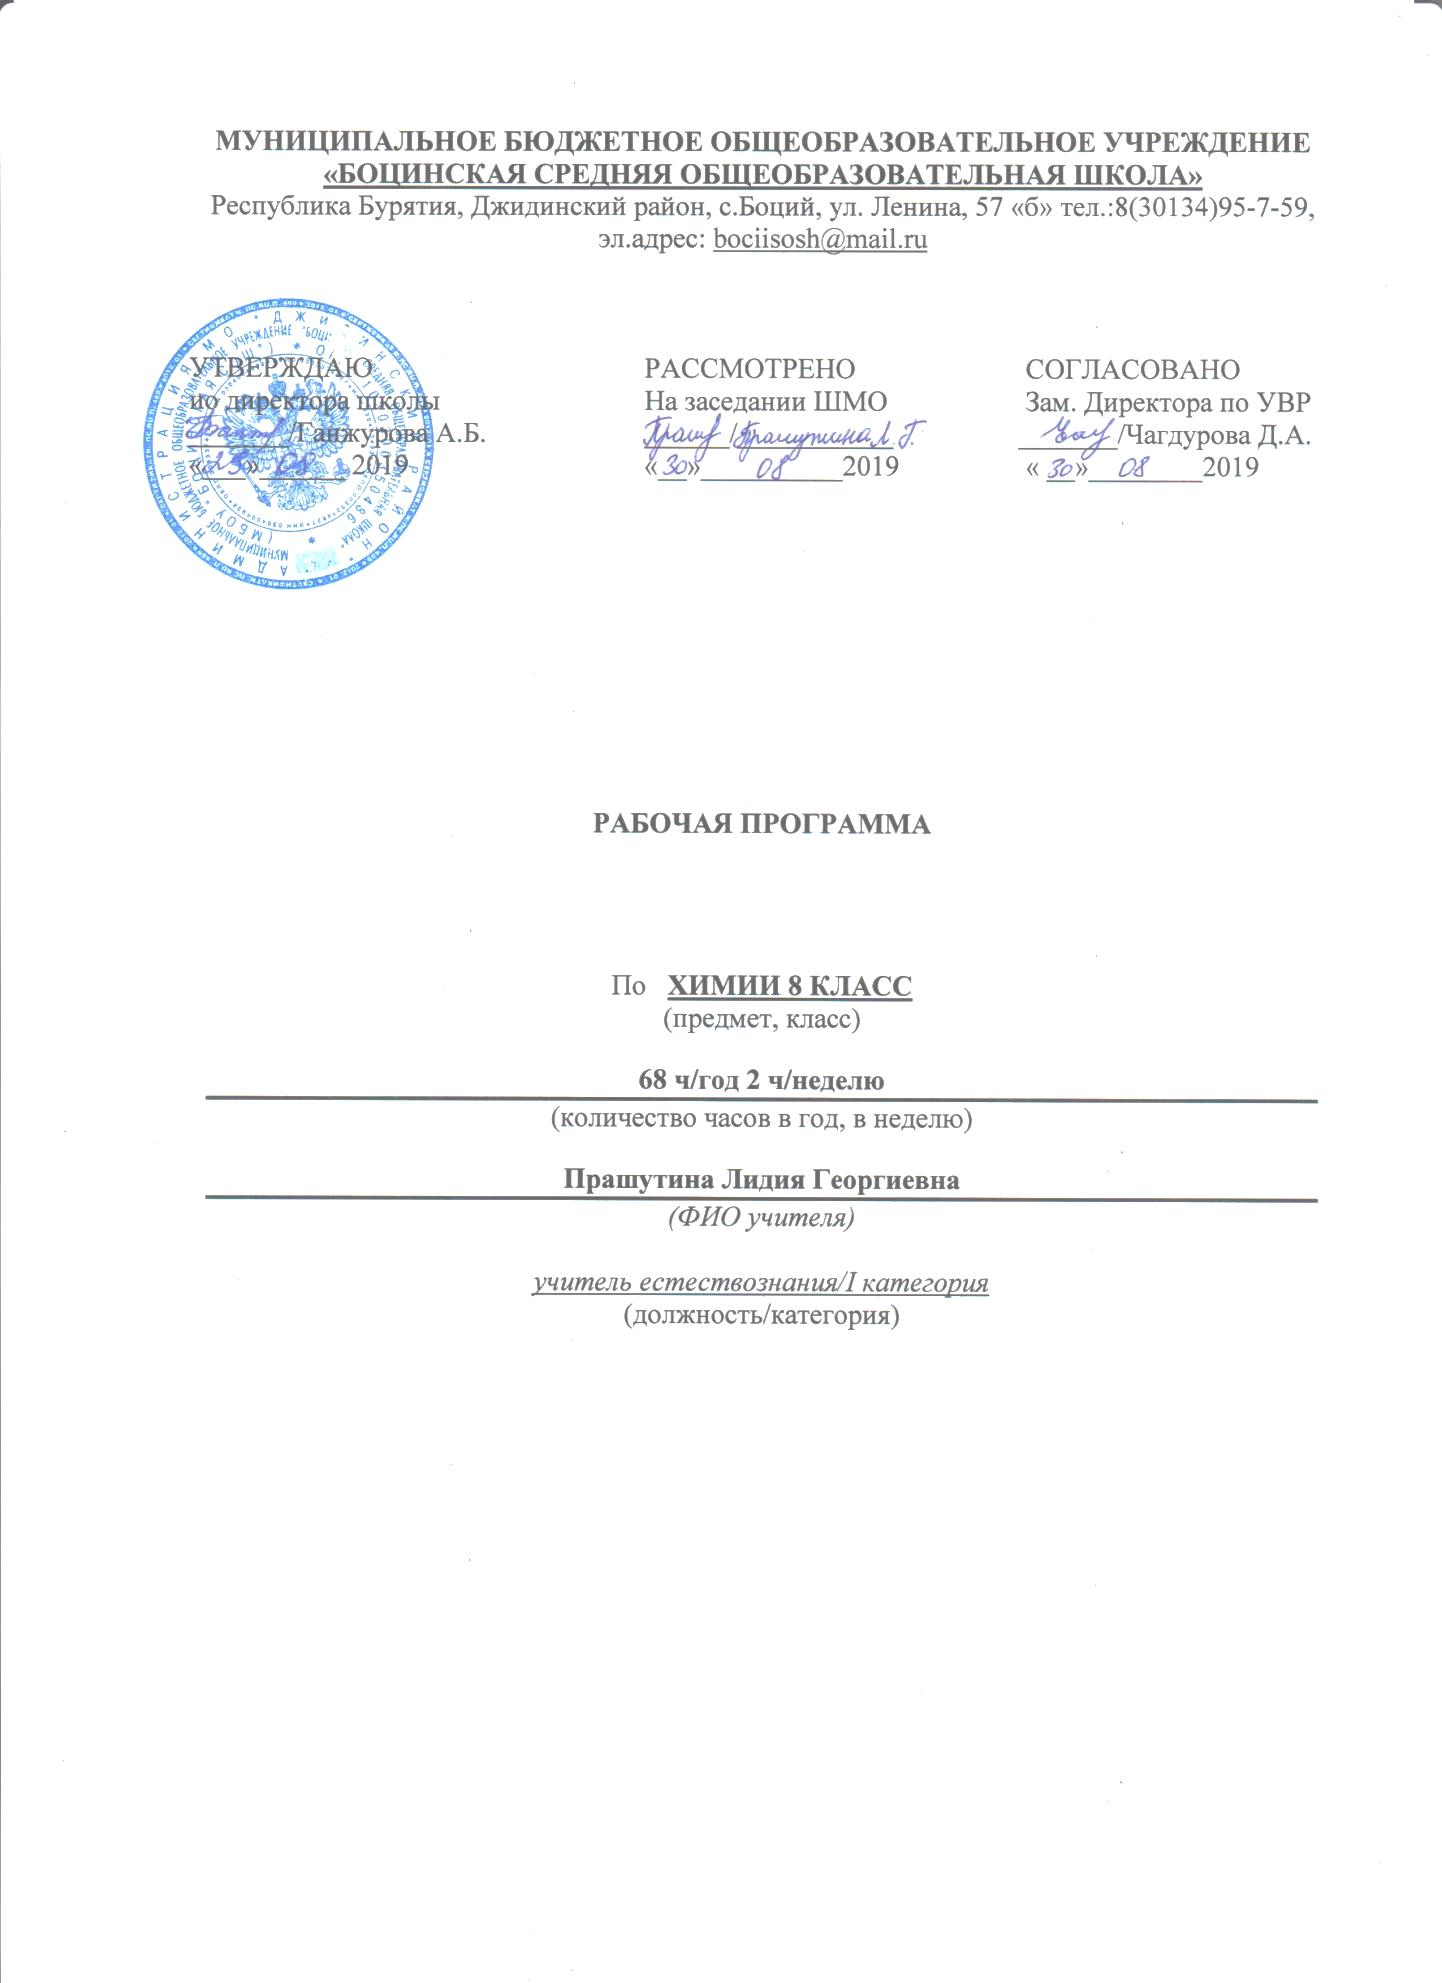 МУНИЦИПАЛЬНОЕ БЮДЖЕТНОЕ ОБЩЕОБРАЗОВАТЕЛЬНОЕ УЧРЕЖДЕНИЕ
«БОЦИНСКАЯ СРЕДНЯЯ ОБЩЕОБРАЗОВАТЕЛЬНАЯ ШКОЛА»
Республика Бурятия, Джидинский район, с.Боций, ул. Ленина, 57 «б» тел.:8(30134)95-7-59,
эл.адрес: bociisosh@mail.ru
УТВЕРЖДАЮ
ио директора школы
/Ганжурова А.Б.
« » 08 2019
РАССМОТРЕНО
На заседании ШМО
/Прашутина Л.Г.
«30» 08 2019
СОГЛАСОВАНО
Зам. Директора по УВР
/Чагдурова Д.А.
« 30 » 08 2019
РАБОЧАЯ ПРОГРАММА
По ХИМИИ 8 КЛАСС
(предмет, класс)
68 ч/год 2 ч/неделю
(количество часов в год, в неделю)
Прашутина Лидия Георгиевна
(ФИО учителя)
учитель естествознания/I категория
(должность/категория)